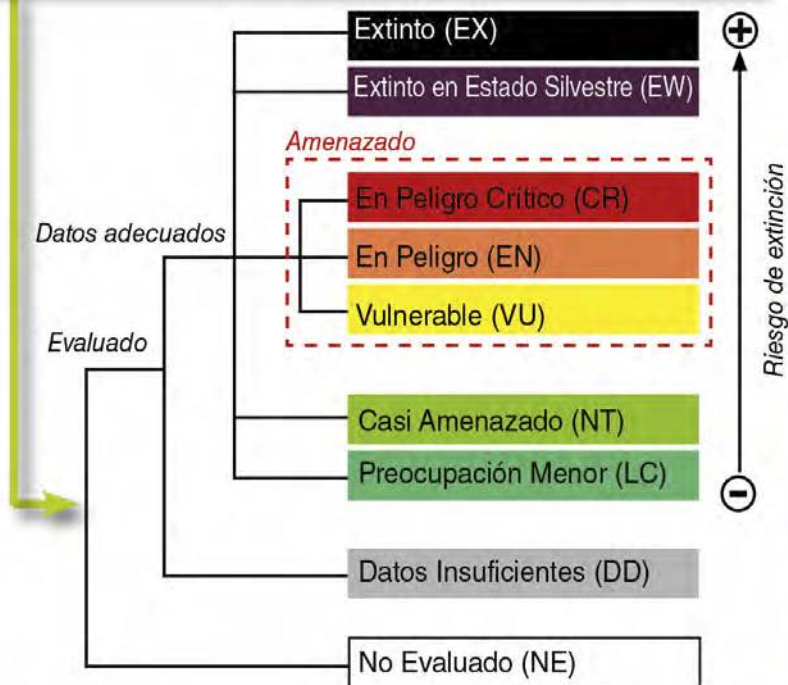 Extinto (EX)
Extinto en Estado Silvestre (EW)
Amenazado
En Peligro Crítico (CR)
Datos adecuados
En Peligro (EN)
Vulnerable (VU)
Evaluado
Casi Amenazado (NT)
Preocupación Menor (LC)
Datos Insuficientes (DD)
No Evaluado (NE)
+
Riesgo de extinción
−